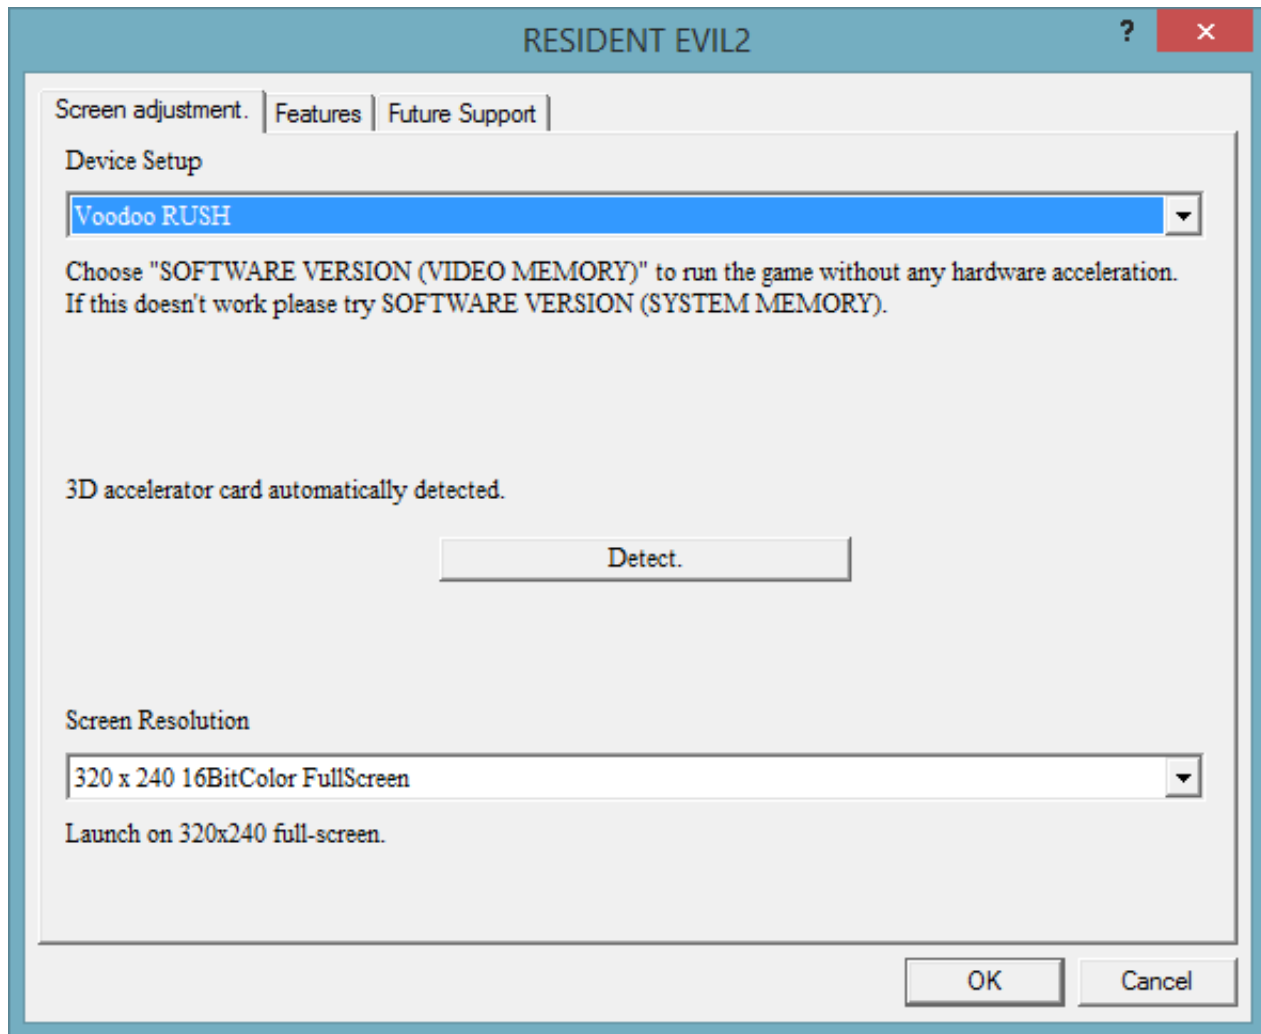 RESIDENT EVIL2
?
Screen adjustment.
Features
Future Support
Device Setup
Voodoo RUSH
Choose "SOFTWARE VERSION (VIDEO MEMORY)" to run the game without any hardware acceleration.
If this doesn't work please try SOFTWARE VERSION (SYSTEM MEMORY).
3D accelerator card automatically detected.
Detect.
Screen Resolution
320 x 240 16BitColor FullScreen
Launch on 320x240 full-screen.
OK
Cancel